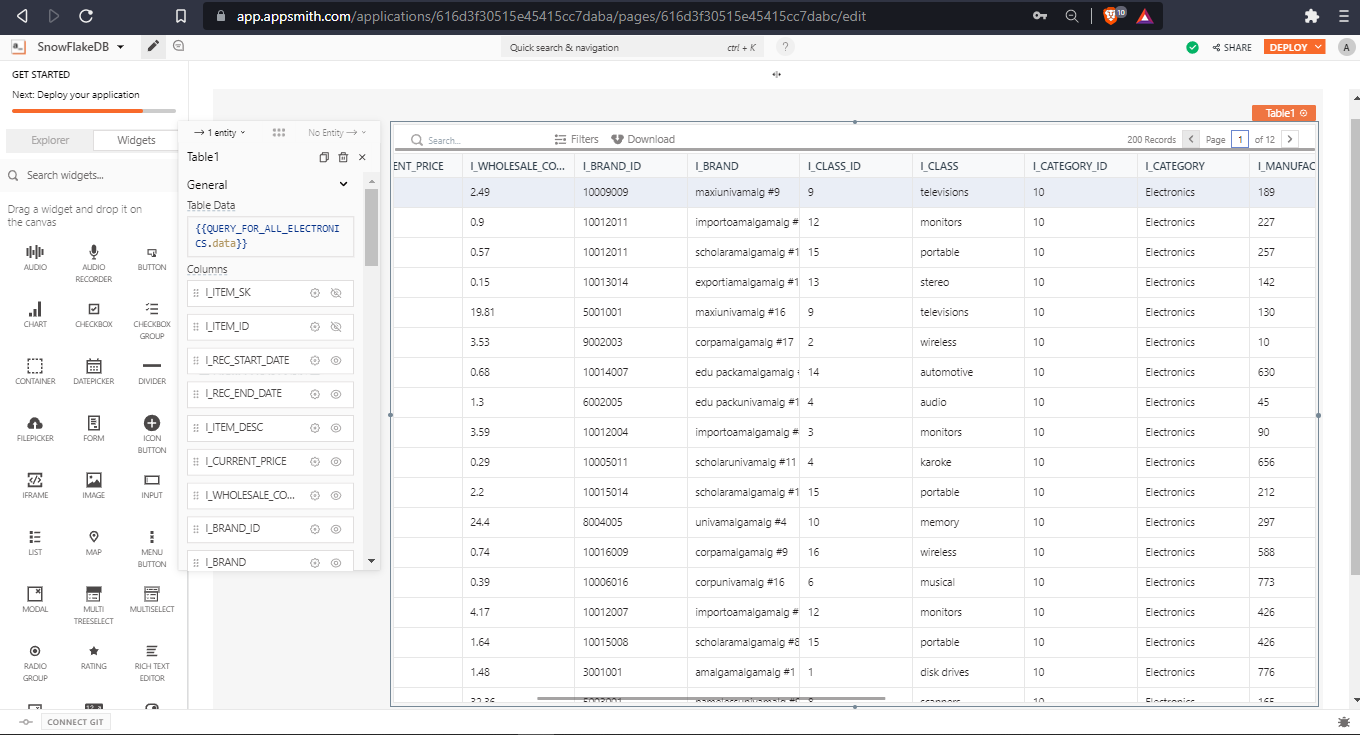 app.appsmith.com/applications/616d3f30515e45415cc7daba/pages/616d3f30515e45415cc7dabc/edit
10
SnowFlakeDB
Quick search & navigation
ctrl + K
?
SHARE
DEPLOY
A
GET STARTED
Next: Deploy your application
Explorer
Widgets
Search widgets...
Drag a widget and drop it on
the canvas
AUDIO
AUDIO
RECORDER
BUTTON
CHART
CHECKBOX
CHECKBOX
GROUP
CONTAINER
DATEPICKER
DIVIDER
FILEPICKER
FORM
ICON
BUTTON
IFRAME
IMAGE
INPUT
LIST
MAP
MENU
BUTTON
MODAL
MULTI
TREESELECT
MULTISELECT
RADIO
GROUP
RATING
RICH TEXT
EDITOR
1 entity
No Entity
Table1
General
Table Data
{{QUERY_FOR_ALL_ELECTRONI
CS.data}}
Columns
I_ITEM_SK
I_ITEM_ID
I_REC_START_DATE
I_REC_END_DATE
I_ITEM_DESC
I_CURRENT_PRICE
I_WHOLESALE_CO...
I_BRAND_ID
I_BRAND
Table1
Search...
Filters
Download
200 Records
Page
1
of 12
ENT_PRICE I_WHOLESALE_CO... I_BRAND_ID I_BRAND I_CLASS_ID I_CLASS I_CATEGORY_ID I_CATEGORY I_MANUFAC
2.49 10009009 maxiunivamalg #9 9 televisions 10 Electronics 189
0.9 10012011 importoamalgamalg # 12 monitors 10 Electronics 227
0.57 10012011 scholaramalgamalg #1 15 portable 10 Electronics 257
0.15 10013014 exportiamalgamalg #1 13 stereo 10 Electronics 142
19.81 5001001 maxiunivamalg #16 9 televisions 10 Electronics 130
3.53 9002003 corpamalgamalg #17 2 wireless 10 Electronics 10
0.68 10014007 edu packamalgamalg 14 automotive 10 Electronics 630
1.3 6002005 edu packunivamalg #1 4 audio 10 Electronics 45
3.59 10012004 importoamalgamalg # 3 monitors 10 Electronics 90
0.29 10005011 scholarunivamalg #11 4 karoke 10 Electronics 656
2.2 10015014 scholaramalgamalg #1 15 portable 10 Electronics 212
24.4 8004005 univamalgamalg #4 10 memory 10 Electronics 297
0.74 10016009 corpamalgamalg #9 16 wireless 10 Electronics 588
0.39 10006016 corpunivamalg #16 6 musical 10 Electronics 773
4.17 10012007 importoamalgamalg # 12 monitors 10 Electronics 426
1.64 10015008 scholaramalgamalg #8 15 portable 10 Electronics 426
1.48 3001001 amalgamalgamalg #1 1 disk drives 10 Electronics 776
32.36 5003001 8 scanners 10 Electronics 165
CONNECT GIT